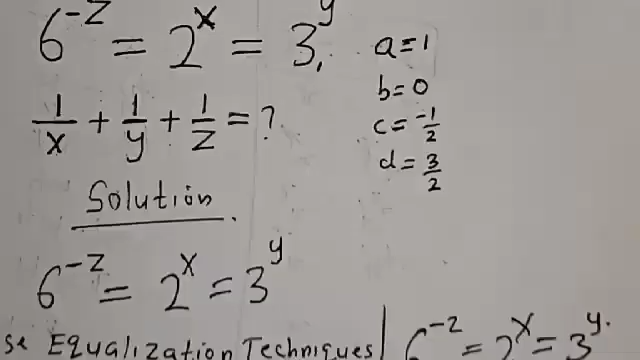 6^{-z} = 2^x = 3^y,
a = 1
b = 0
1/x + 1/y + 1/z = ?
c = -1/2
d = 3/2
Solution
6^{-z} = 2^x = 3^y
se Equalization Techniques | 6^{-z} = 2^x = 3^y.